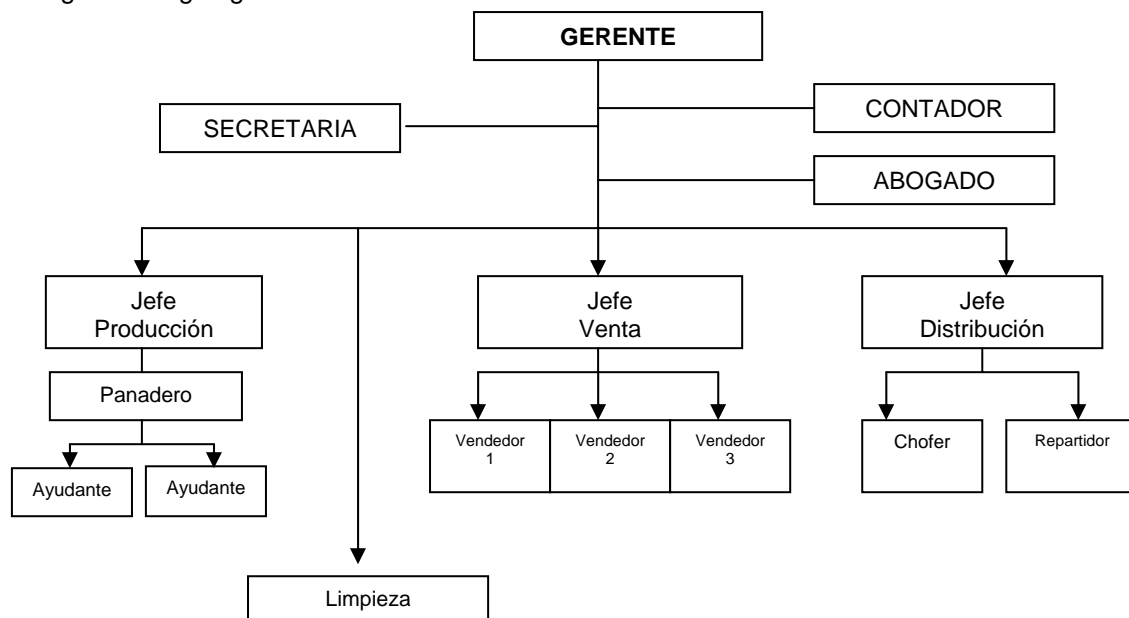 GERENTE
CONTADOR
SECRETARIA
ABOGADO
Jefe
Producción
Jefe
Venta
Jefe
Distribución
Panadero
Vendedor
1
Vendedor
2
Vendedor
3
Chofer
Repartidor
Ayudante
Ayudante
Limpieza